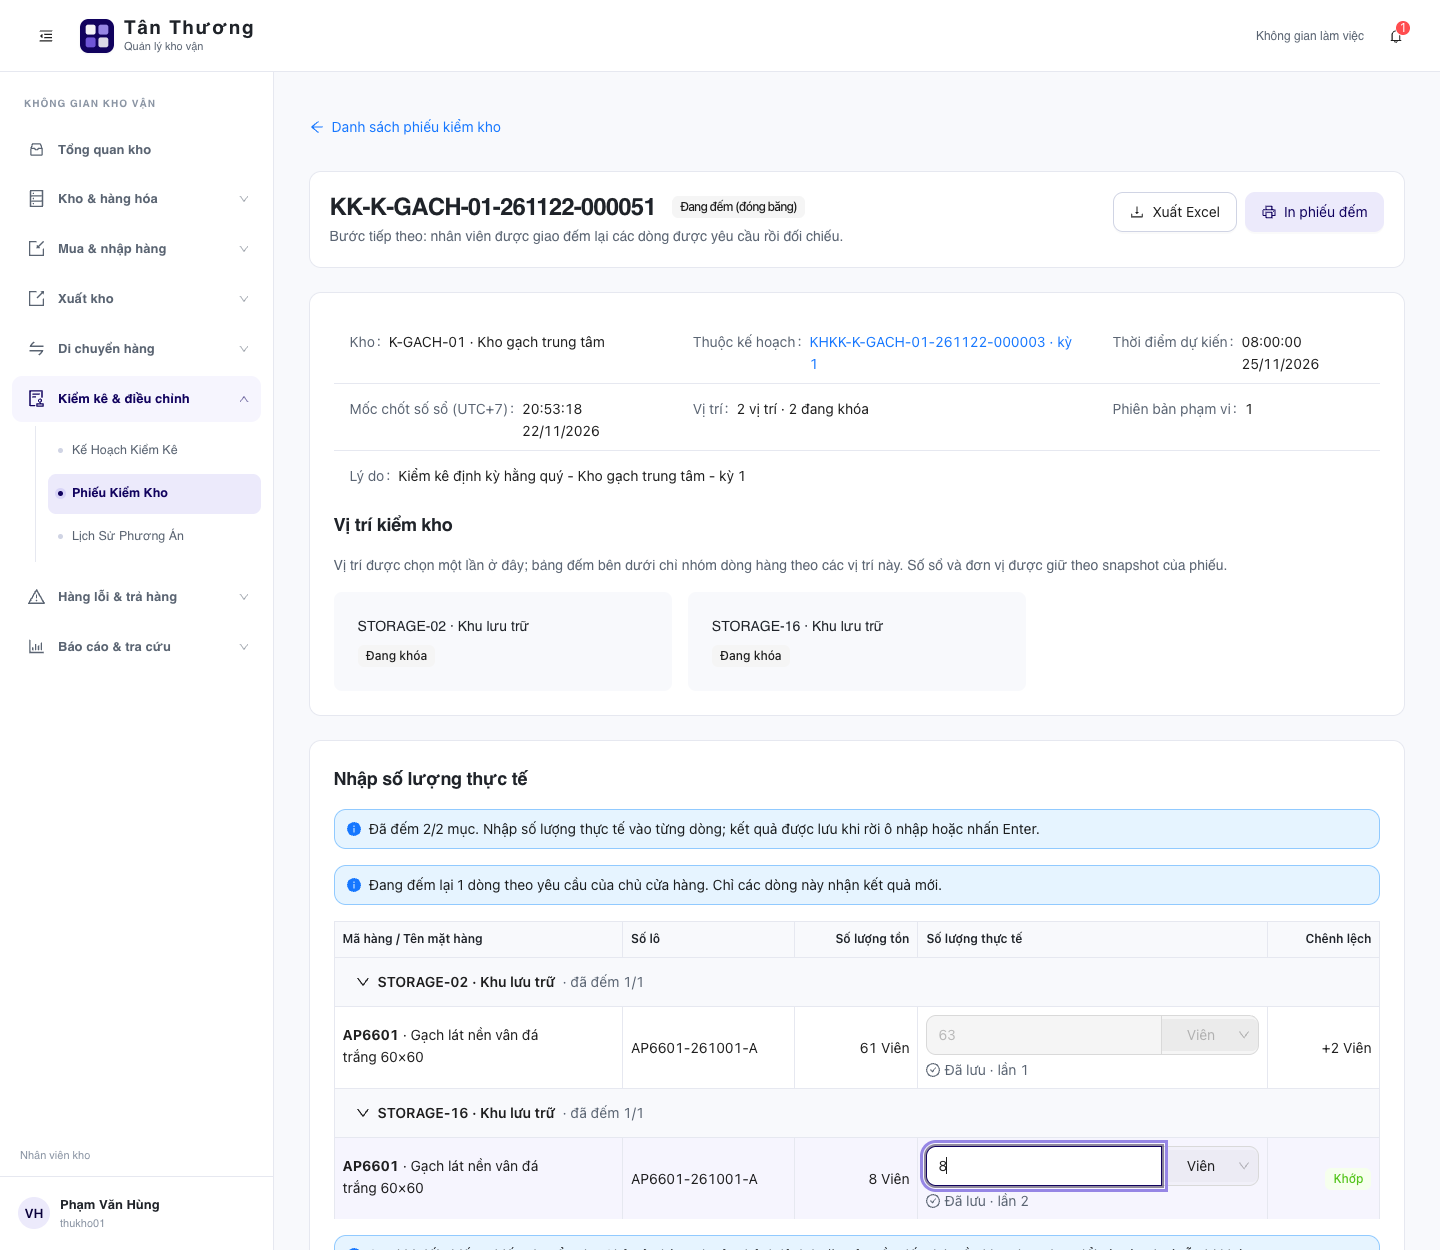 Tân Thương
Quản lý kho vận
Không gian làm việc
1
KHÔNG GIAN KHO VẬN
Tổng quan kho
Kho & hàng hóa
Mua & nhập hàng
Xuất kho
Di chuyển hàng
Kiểm kê & điều chỉnh
Kế Hoạch Kiểm Kê
Phiếu Kiểm Kho
Lịch Sử Phương Án
Hàng lỗi & trả hàng
Báo cáo & tra cứu
Nhân viên kho
VH
Phạm Văn Hùng
thukho01
Danh sách phiếu kiểm kho
KK-K-GACH-01-261122-000051 Đang đếm (đóng băng)
Bước tiếp theo: nhân viên được giao đếm lại các dòng được yêu cầu rồi đối chiếu.
Xuất Excel
In phiếu đếm
Kho : K-GACH-01 · Kho gạch trung tâm
Thuộc kế hoạch : KHKK-K-GACH-01-261122-000003 · kỳ
1
Thời điểm dự kiến : 08:00:00
25/11/2026
Mốc chốt số sổ (UTC+7) : 20:53:18
22/11/2026
Vị trí : 2 vị trí · 2 đang khóa
Phiên bản phạm vi : 1
Lý do : Kiểm kê định kỳ hằng quý - Kho gạch trung tâm - kỳ 1
Vị trí kiểm kho
Vị trí được chọn một lần ở đây; bảng đếm bên dưới chỉ nhóm dòng hàng theo các vị trí này. Số sổ và đơn vị được giữ theo snapshot của phiếu.
STORAGE-02 · Khu lưu trữ
Đang khóa
STORAGE-16 · Khu lưu trữ
Đang khóa
Nhập số lượng thực tế
Đã đếm 2/2 mục. Nhập số lượng thực tế vào từng dòng; kết quả được lưu khi rời ô nhập hoặc nhấn Enter.
Đang đếm lại 1 dòng theo yêu cầu của chủ cửa hàng. Chỉ các dòng này nhận kết quả mới.
Mã hàng / Tên mặt hàng Số lô Số lượng tồn Số lượng thực tế Chênh lệch
STORAGE-02 · Khu lưu trữ · đã đếm 1/1
AP6601 · Gạch lát nền vân đá
trắng 60×60
AP6601-261001-A
61 Viên
63 Viên
Đã lưu · lần 1
+2 Viên
STORAGE-16 · Khu lưu trữ · đã đếm 1/1
AP6601 · Gạch lát nền vân đá
trắng 60×60
AP6601-261001-A
8 Viên
8 Viên
Đã lưu · lần 2
Khớp